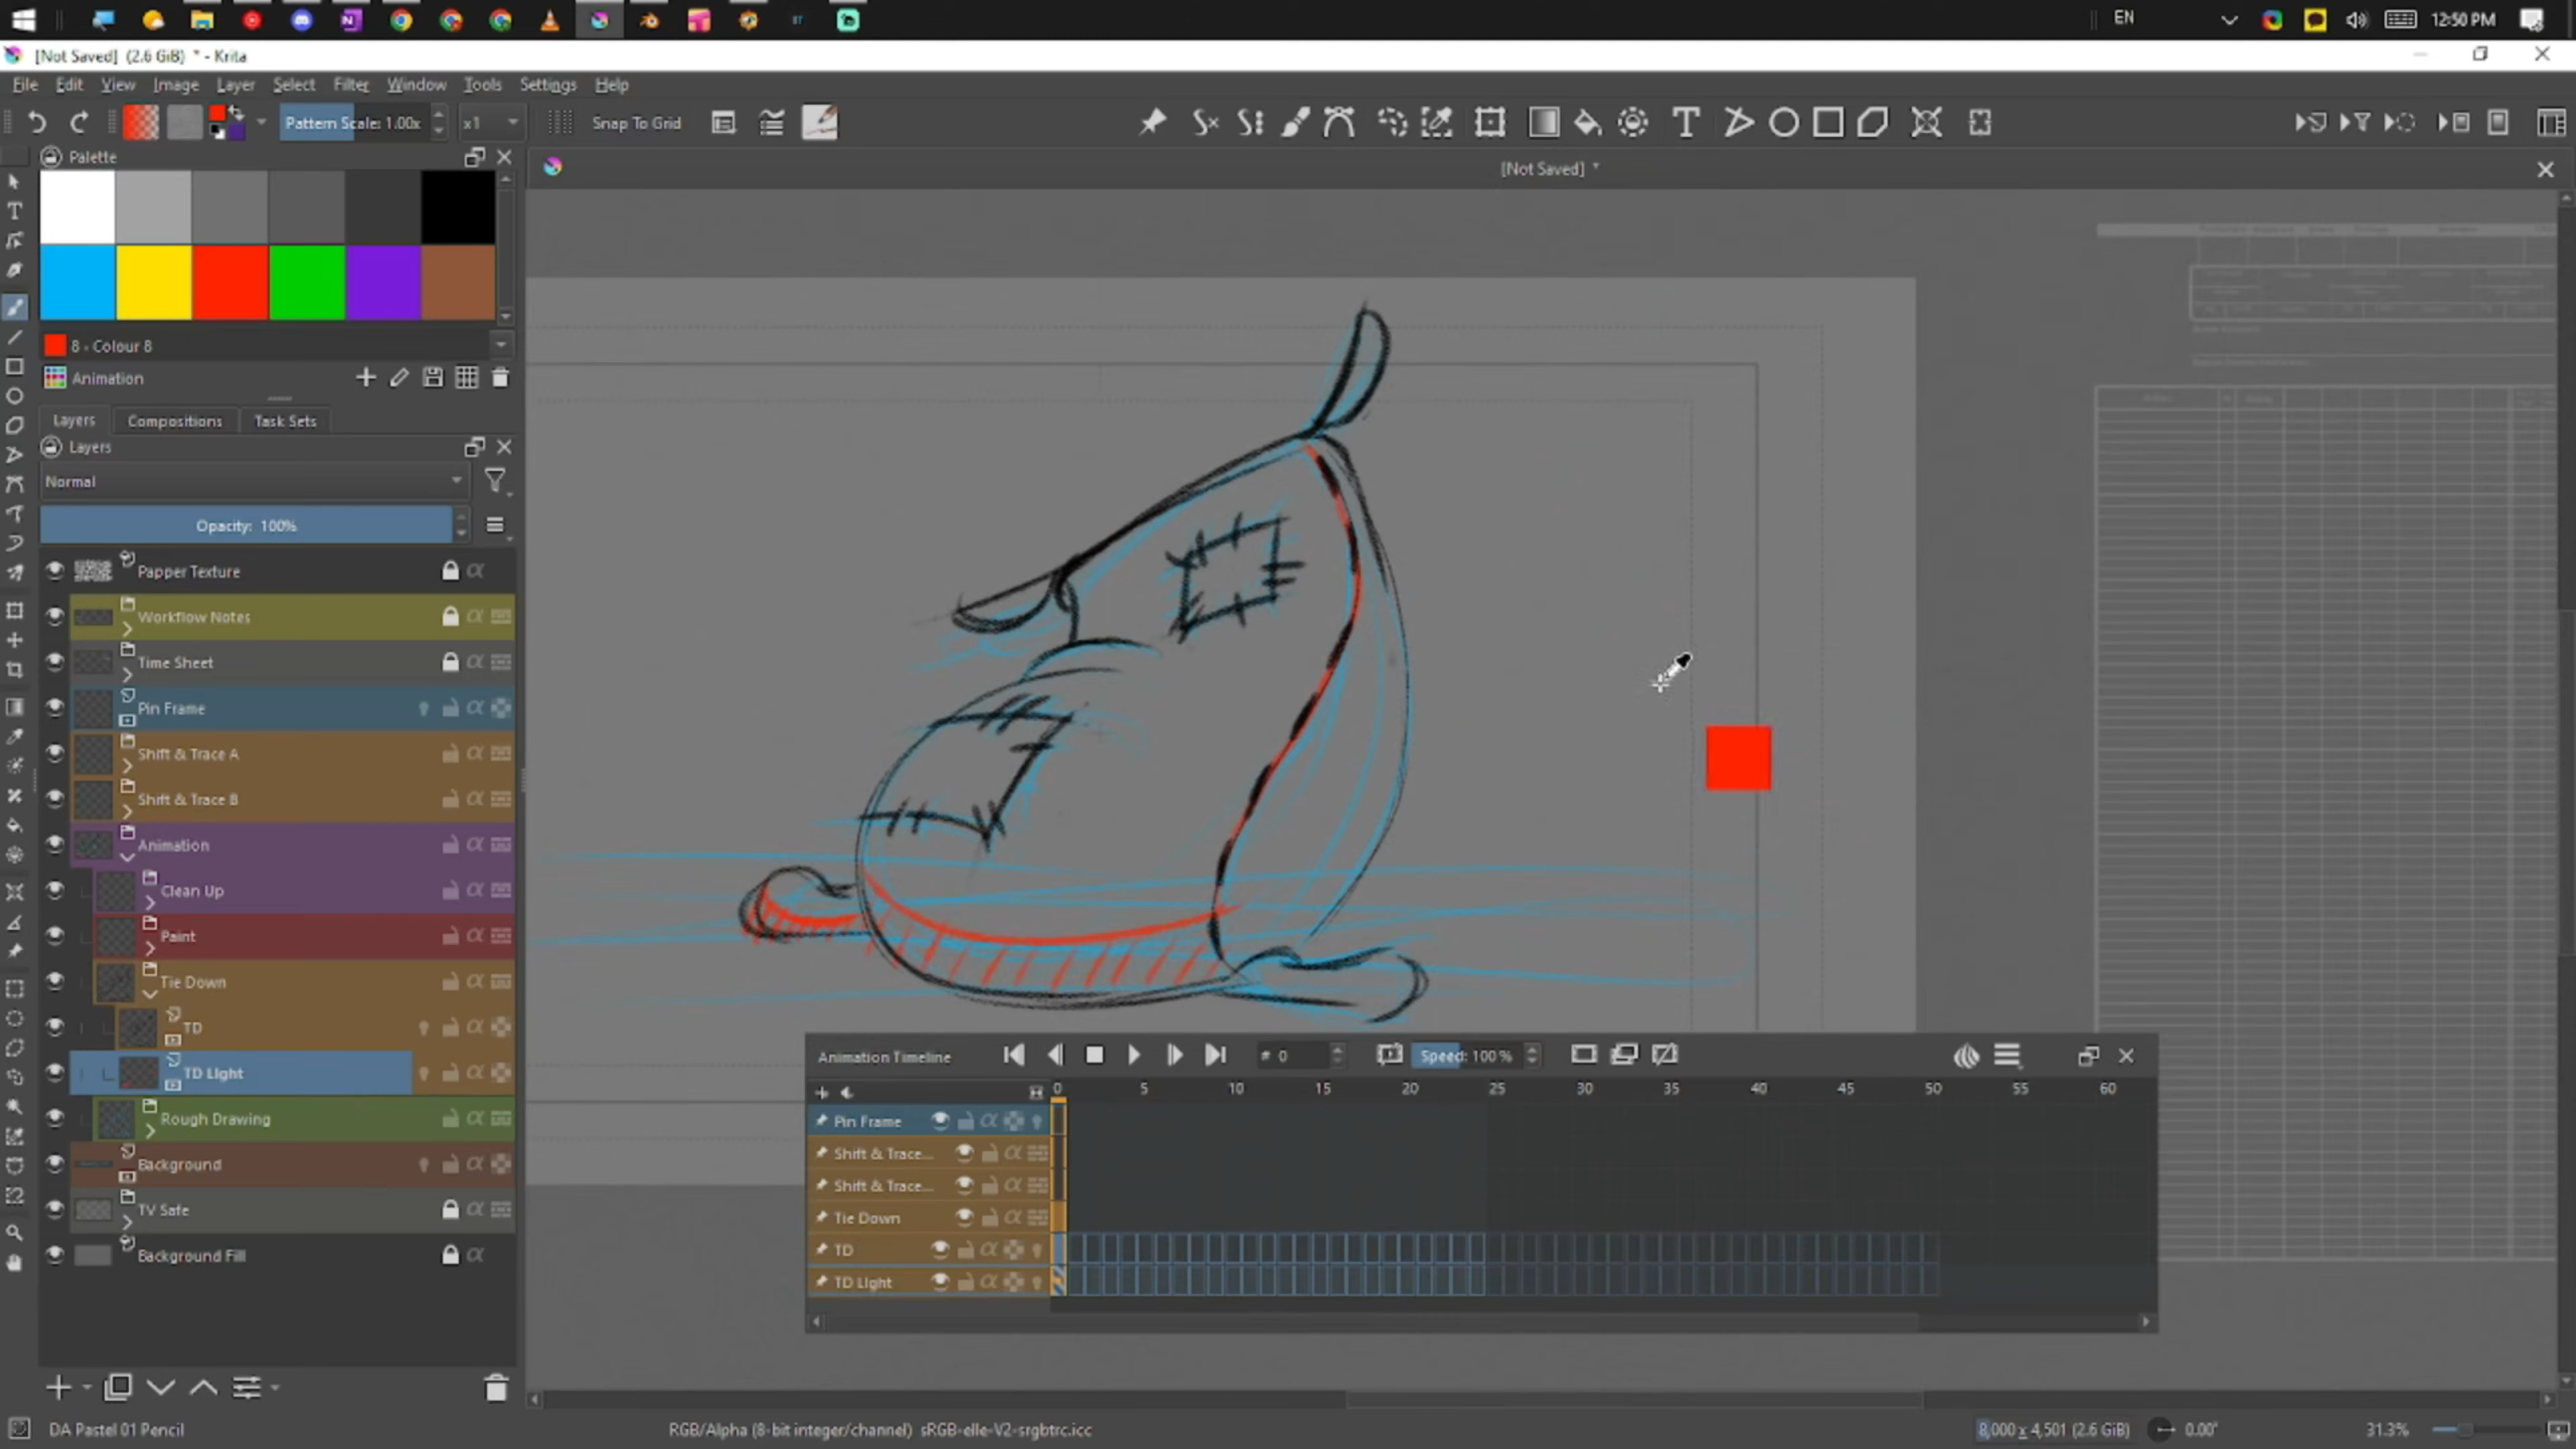 EN
12:50 PM
[Not Saved] (2.6 GiB) * - Krita
File Edit View Image Layer Select Filter Window Tools Settings Help
Pattern Scale: 1.00x
x1
Snap To Grid
Palette
[Not Saved] *
8 - Colour 8
Animation
Layers Compositions Task Sets
Layers
Normal
Opacity: 100%
Papper Texture
Workflow Notes
Time Sheet
Pin Frame
Shift & Trace A
Shift & Trace B
Animation
Clean Up
Paint
Tie Down
TD
TD LIght
Rough Drawing
Background
TV Safe
Background Fill
Animation Timeline
# 0
Speed: 100 %
0 5 10 15 20 25 30 35 40 45 50 55 60
Pin Frame
Shift & Trace...
Shift & Trace...
Tie Down
TD
TD LIght
DA Pastel 01 Pencil
RGB/Alpha (8-bit integer/channel) sRGB-elle-V2-srgbtrc.icc
8,000 x 4,501 (2.6 GiB)
0.00°
31.3%